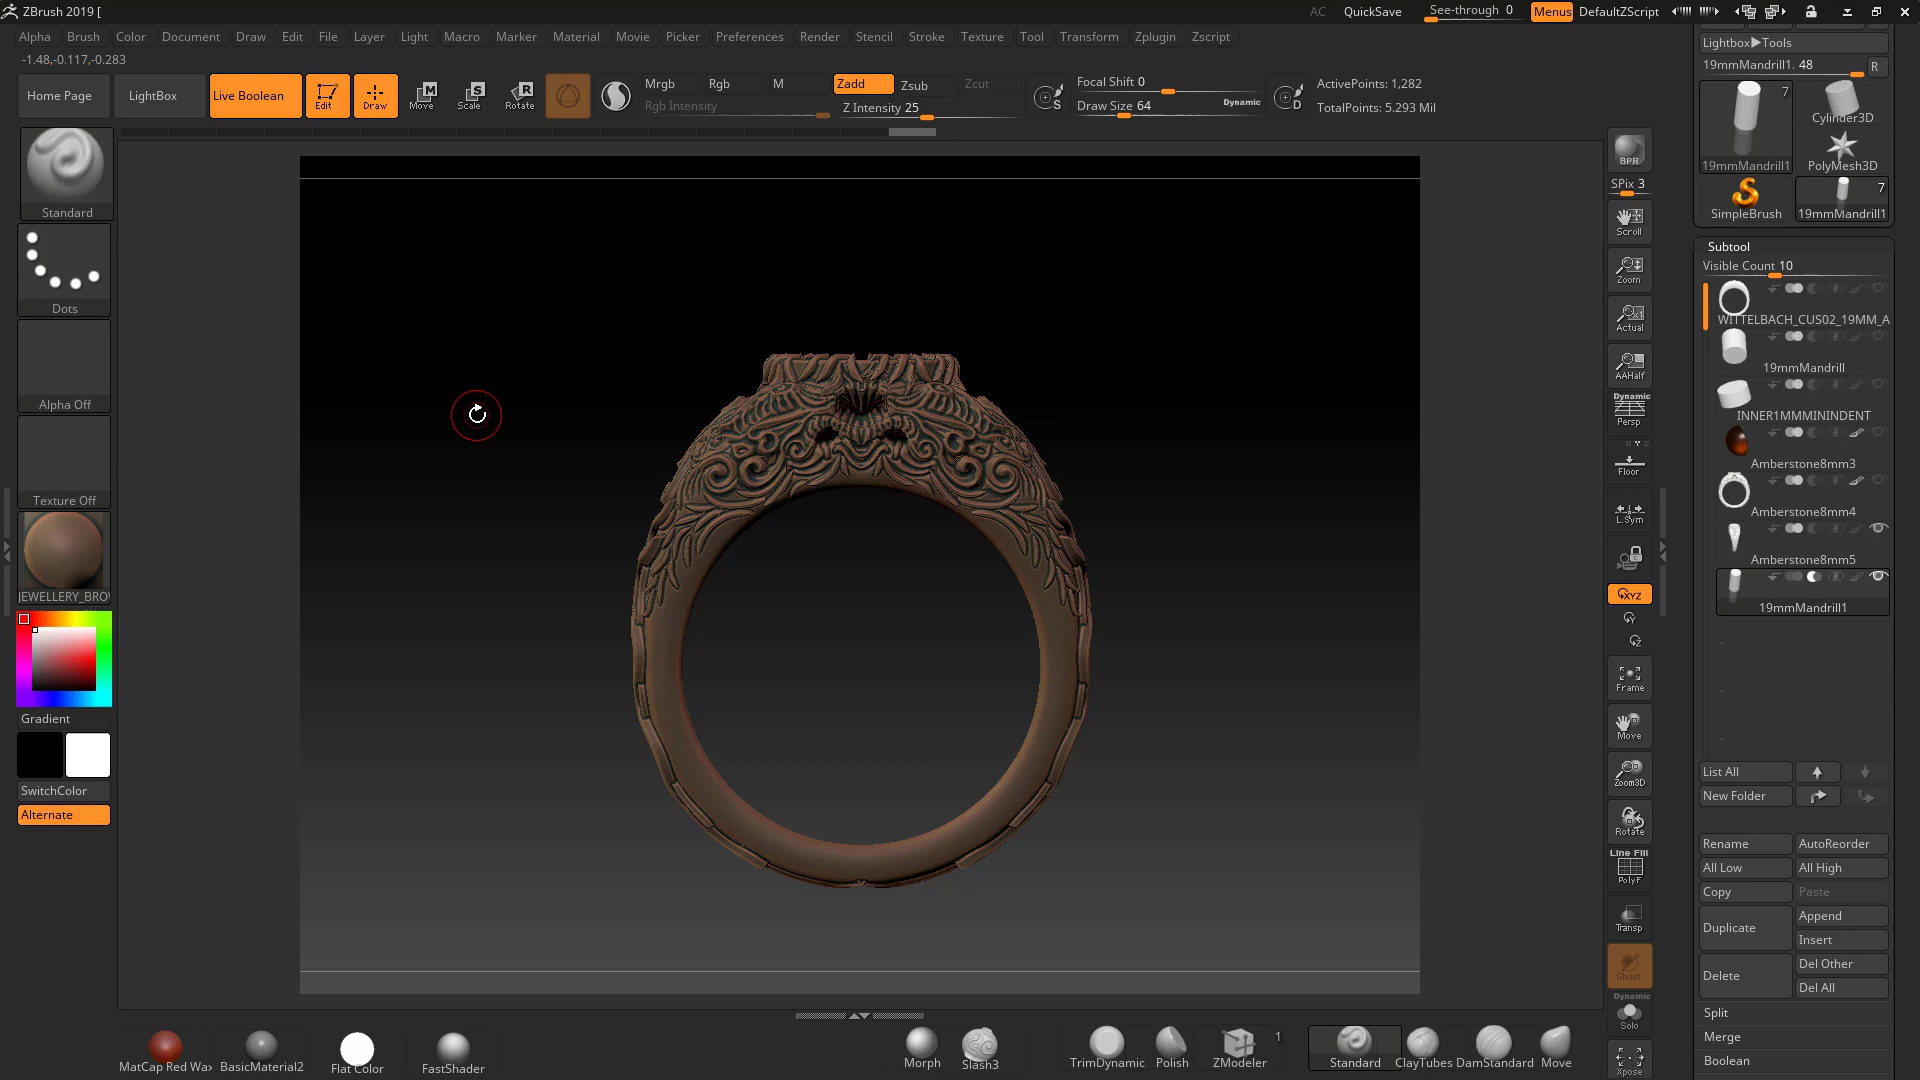 ZBrush 2019 [
AC
QuickSave
See-through 0
Menus
DefaultZScript
Alpha
Brush
Color
Document
Draw
Edit
File
Layer
Light
Macro
Marker
Material
Movie
Picker
Preferences
Render
Stencil
Stroke
Texture
Tool
Transform
Zplugin
Zscript
-1.48,-0.117,-0.283
Home Page
LightBox
Live Boolean
Edit
Draw
Move
Scale
Rotate
Mrgb
Rgb
M
Rgb Intensity
Zadd
Zsub
Zcut
Z Intensity 25
Focal Shift 0
Draw Size 64
Dynamic
ActivePoints: 1,282
TotalPoints: 5.293 Mil
Standard
Dots
Alpha Off
Texture Off
JEWELLERY_BRO
Gradient
SwitchColor
Alternate
BPR
SPix 3
Scroll
Zoom
Actual
AAHalf
Dynamic
Persp
Floor
L.Sym
XYZ
Frame
Move
Zoom3D
Rotate
Line Fill
PolyF
Transp
Ghost
Dynamic
Solo
Xpose
Lightbox▶Tools
19mmMandrill1. 48
R
7
19mmMandrill1
Cylinder3D
PolyMesh3D
SimpleBrush
7
19mmMandrill1
Subtool
Visible Count 10
WITTELBACH_CUS02_19MM_A
19mmMandrill
INNER1MMMININDENT
Amberstone8mm3
Amberstone8mm4
Amberstone8mm5
19mmMandrill1
List All
New Folder
Rename
AutoReorder
All Low
All High
Copy
Paste
Duplicate
Append
Insert
Delete
Del Other
Del All
Split
Merge
Boolean
MatCap Red Wax
BasicMaterial2
Flat Color
FastShader
Morph
Slash3
TrimDynamic
Polish
ZModeler
1
Standard
ClayTubes
DamStandard
Move